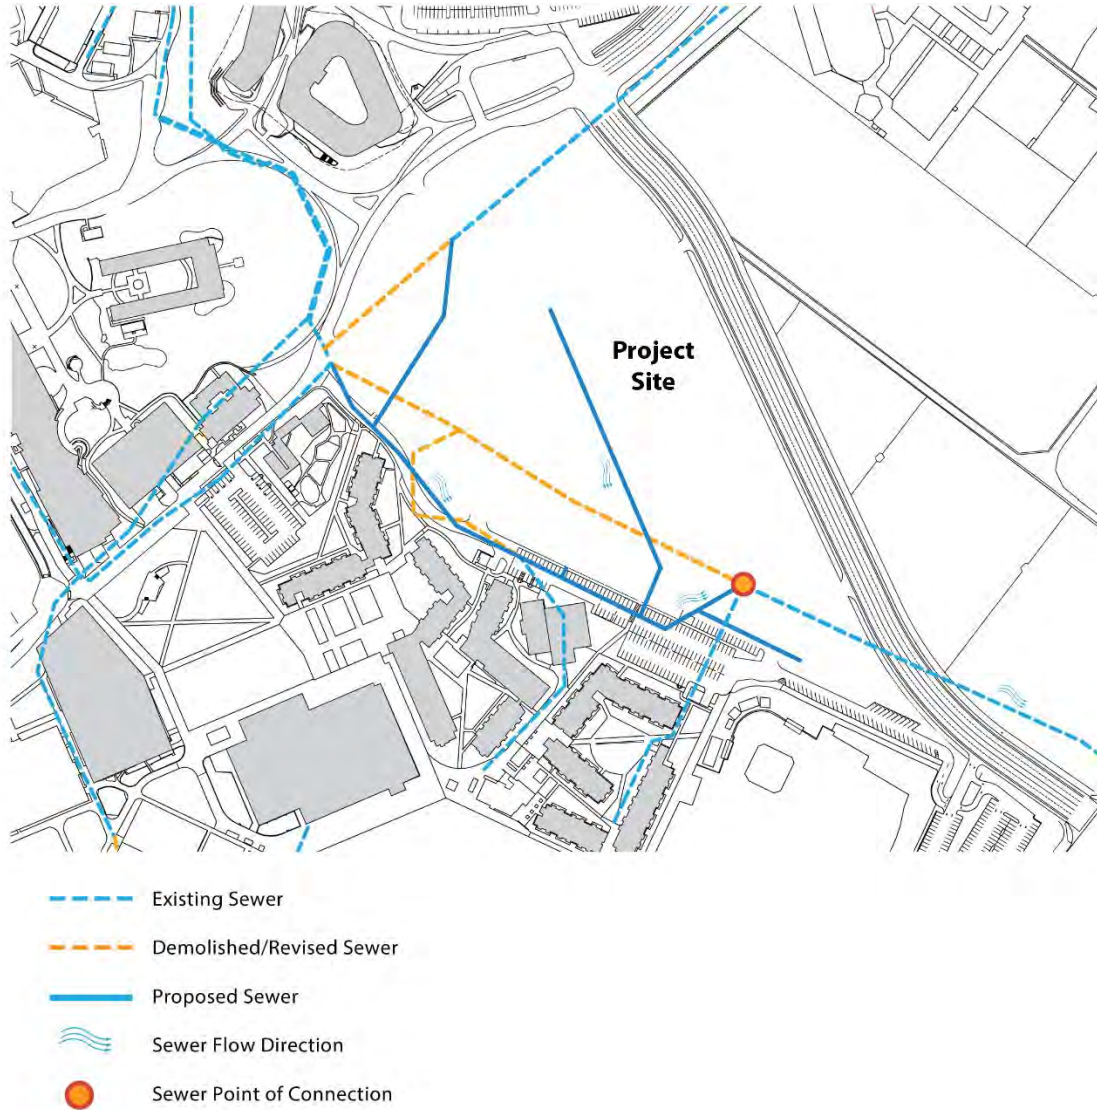 Project
Site
Existing Sewer
Demolished/Revised Sewer
Proposed Sewer
Sewer Flow Direction
Sewer Point of Connection